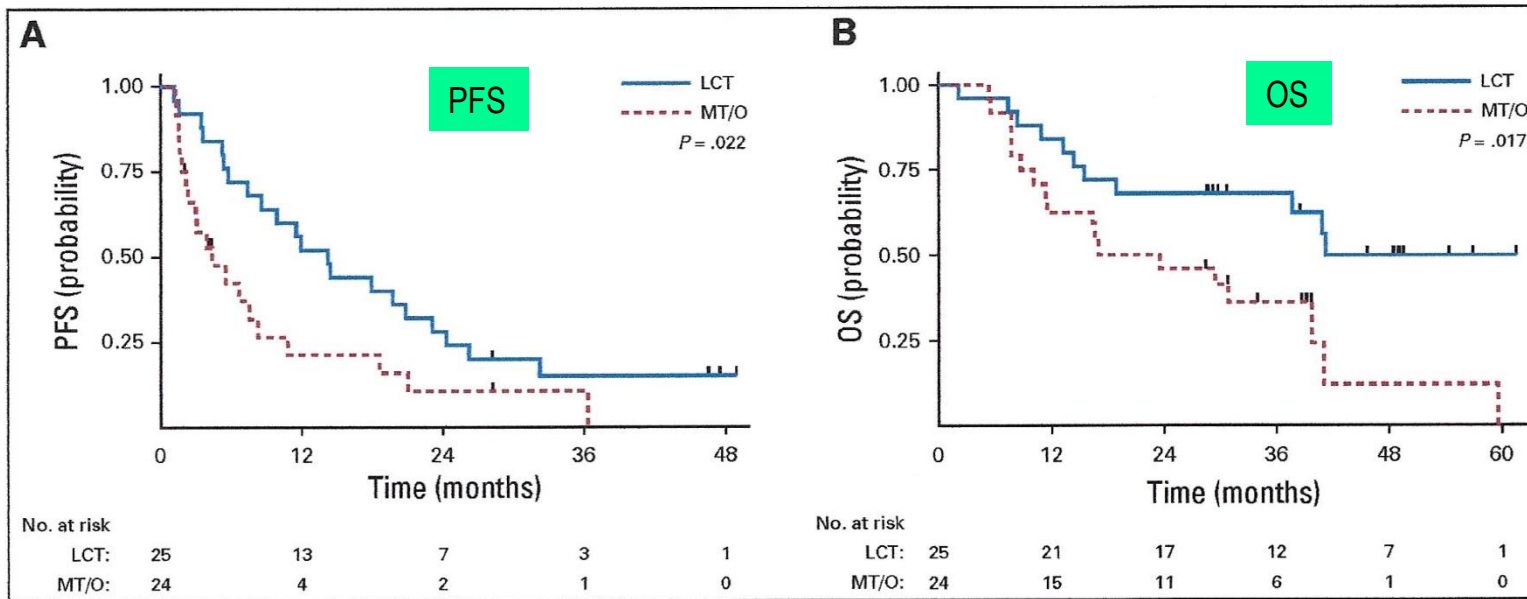 A
PFS
LCT
MT/O
P = .022
1.00
0.75
0.50
0.25
PFS (probability)
0 12 24 36 48
Time (months)
No. at risk
LCT: 25 13 7 3 1
MT/O: 24 4 2 1 0
B
OS
LCT
MT/O
P = .017
1.00
0.75
0.50
0.25
OS (probability)
0 12 24 36 48 60
Time (months)
No. at risk
LCT: 25 21 17 12 7 1
MT/O: 24 15 11 6 1 0